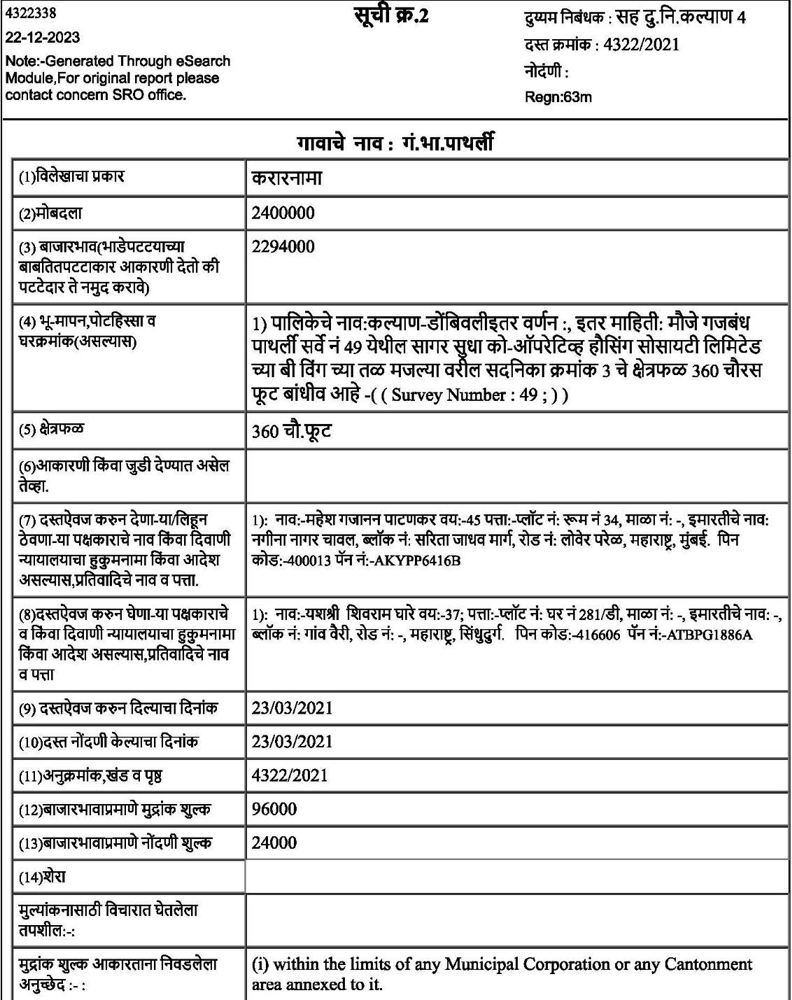 4322338
22-12-2023
Note:-Generated Through eSearch
Module,For original report please
contact concern SRO office.
सूची क्र.2
दुय्यम निबंधक : सह दु.नि.कल्याण 4
दस्त क्रमांक : 4322/2021
नोदंणी :
Regn:63m
गावाचे नाव : गं.भा.पाथर्ली
(1)विलेखाचा प्रकार
करारनामा
(2)मोबदला
2400000
(3) बाजारभाव(भाडेपटटयाच्या
बाबतितपटटाकार आकारणी देतो की
पटटेदार ते नमुद करावे)
2294000
(4) भू-मापन,पोटहिस्सा व
घरक्रमांक(असल्यास)
1) पालिकेचे नाव:कल्याण-डोंबिवलीइतर वर्णन :, इतर माहिती: मौजे गजबंध
पाथर्ली सर्वे नं 49 येथील सागर सुधा को-ऑपरेटिव्ह हौसिंग सोसायटी लिमिटेड
च्या बी विंग च्या तळ मजल्या वरील सदनिका क्रमांक 3 चे क्षेत्रफळ 360 चौरस
फूट बांधीव आहे -( ( Survey Number : 49 ; ) )
(5) क्षेत्रफळ
360 चौ.फूट
(6)आकारणी किंवा जुडी देण्यात असेल
तेव्हा.
(7) दस्तऐवज करुन देणा-या/लिहून
ठेवणा-या पक्षकाराचे नाव किंवा दिवाणी
न्यायालयाचा हुकुमनामा किंवा आदेश
असल्यास,प्रतिवादिचे नाव व पत्ता.
1): नाव:-महेश गजानन पाटणकर वय:-45 पत्ता:-प्लॉट नं: रूम नं 34, माळा नं: -, इमारतीचे नाव:
नगीना नागर चावल, ब्लॉक नं: सरिता जाधव मार्ग, रोड नं: लोवेर परेळ, महाराष्ट्र, मुंबई. पिन
कोड:-400013 पॅन नं:-AKYPP6416B
(8)दस्तऐवज करुन घेणा-या पक्षकाराचे
व किंवा दिवाणी न्यायालयाचा हुकुमनामा
किंवा आदेश असल्यास,प्रतिवादिचे नाव
व पत्ता
1): नाव:-यशश्री शिवराम घारे वय:-37; पत्ता:-प्लॉट नं: घर नं 281/डी, माळा नं: -, इमारतीचे नाव: -,
ब्लॉक नं: गांव वैरी, रोड नं: -, महाराष्ट्र, सिंधुदुर्ग. पिन कोड:-416606 पॅन नं:-ATBPG1886A
(9) दस्तऐवज करुन दिल्याचा दिनांक
23/03/2021
(10)दस्त नोंदणी केल्याचा दिनांक
23/03/2021
(11)अनुक्रमांक,खंड व पृष्ठ
4322/2021
(12)बाजारभावाप्रमाणे मुद्रांक शुल्क
96000
(13)बाजारभावाप्रमाणे नोंदणी शुल्क
24000
(14)शेरा
मुल्यांकनासाठी विचारात घेतलेला
तपशील:-:
मुद्रांक शुल्क आकारताना निवडलेला
अनुच्छेद :- :
(i) within the limits of any Municipal Corporation or any Cantonment
area annexed to it.